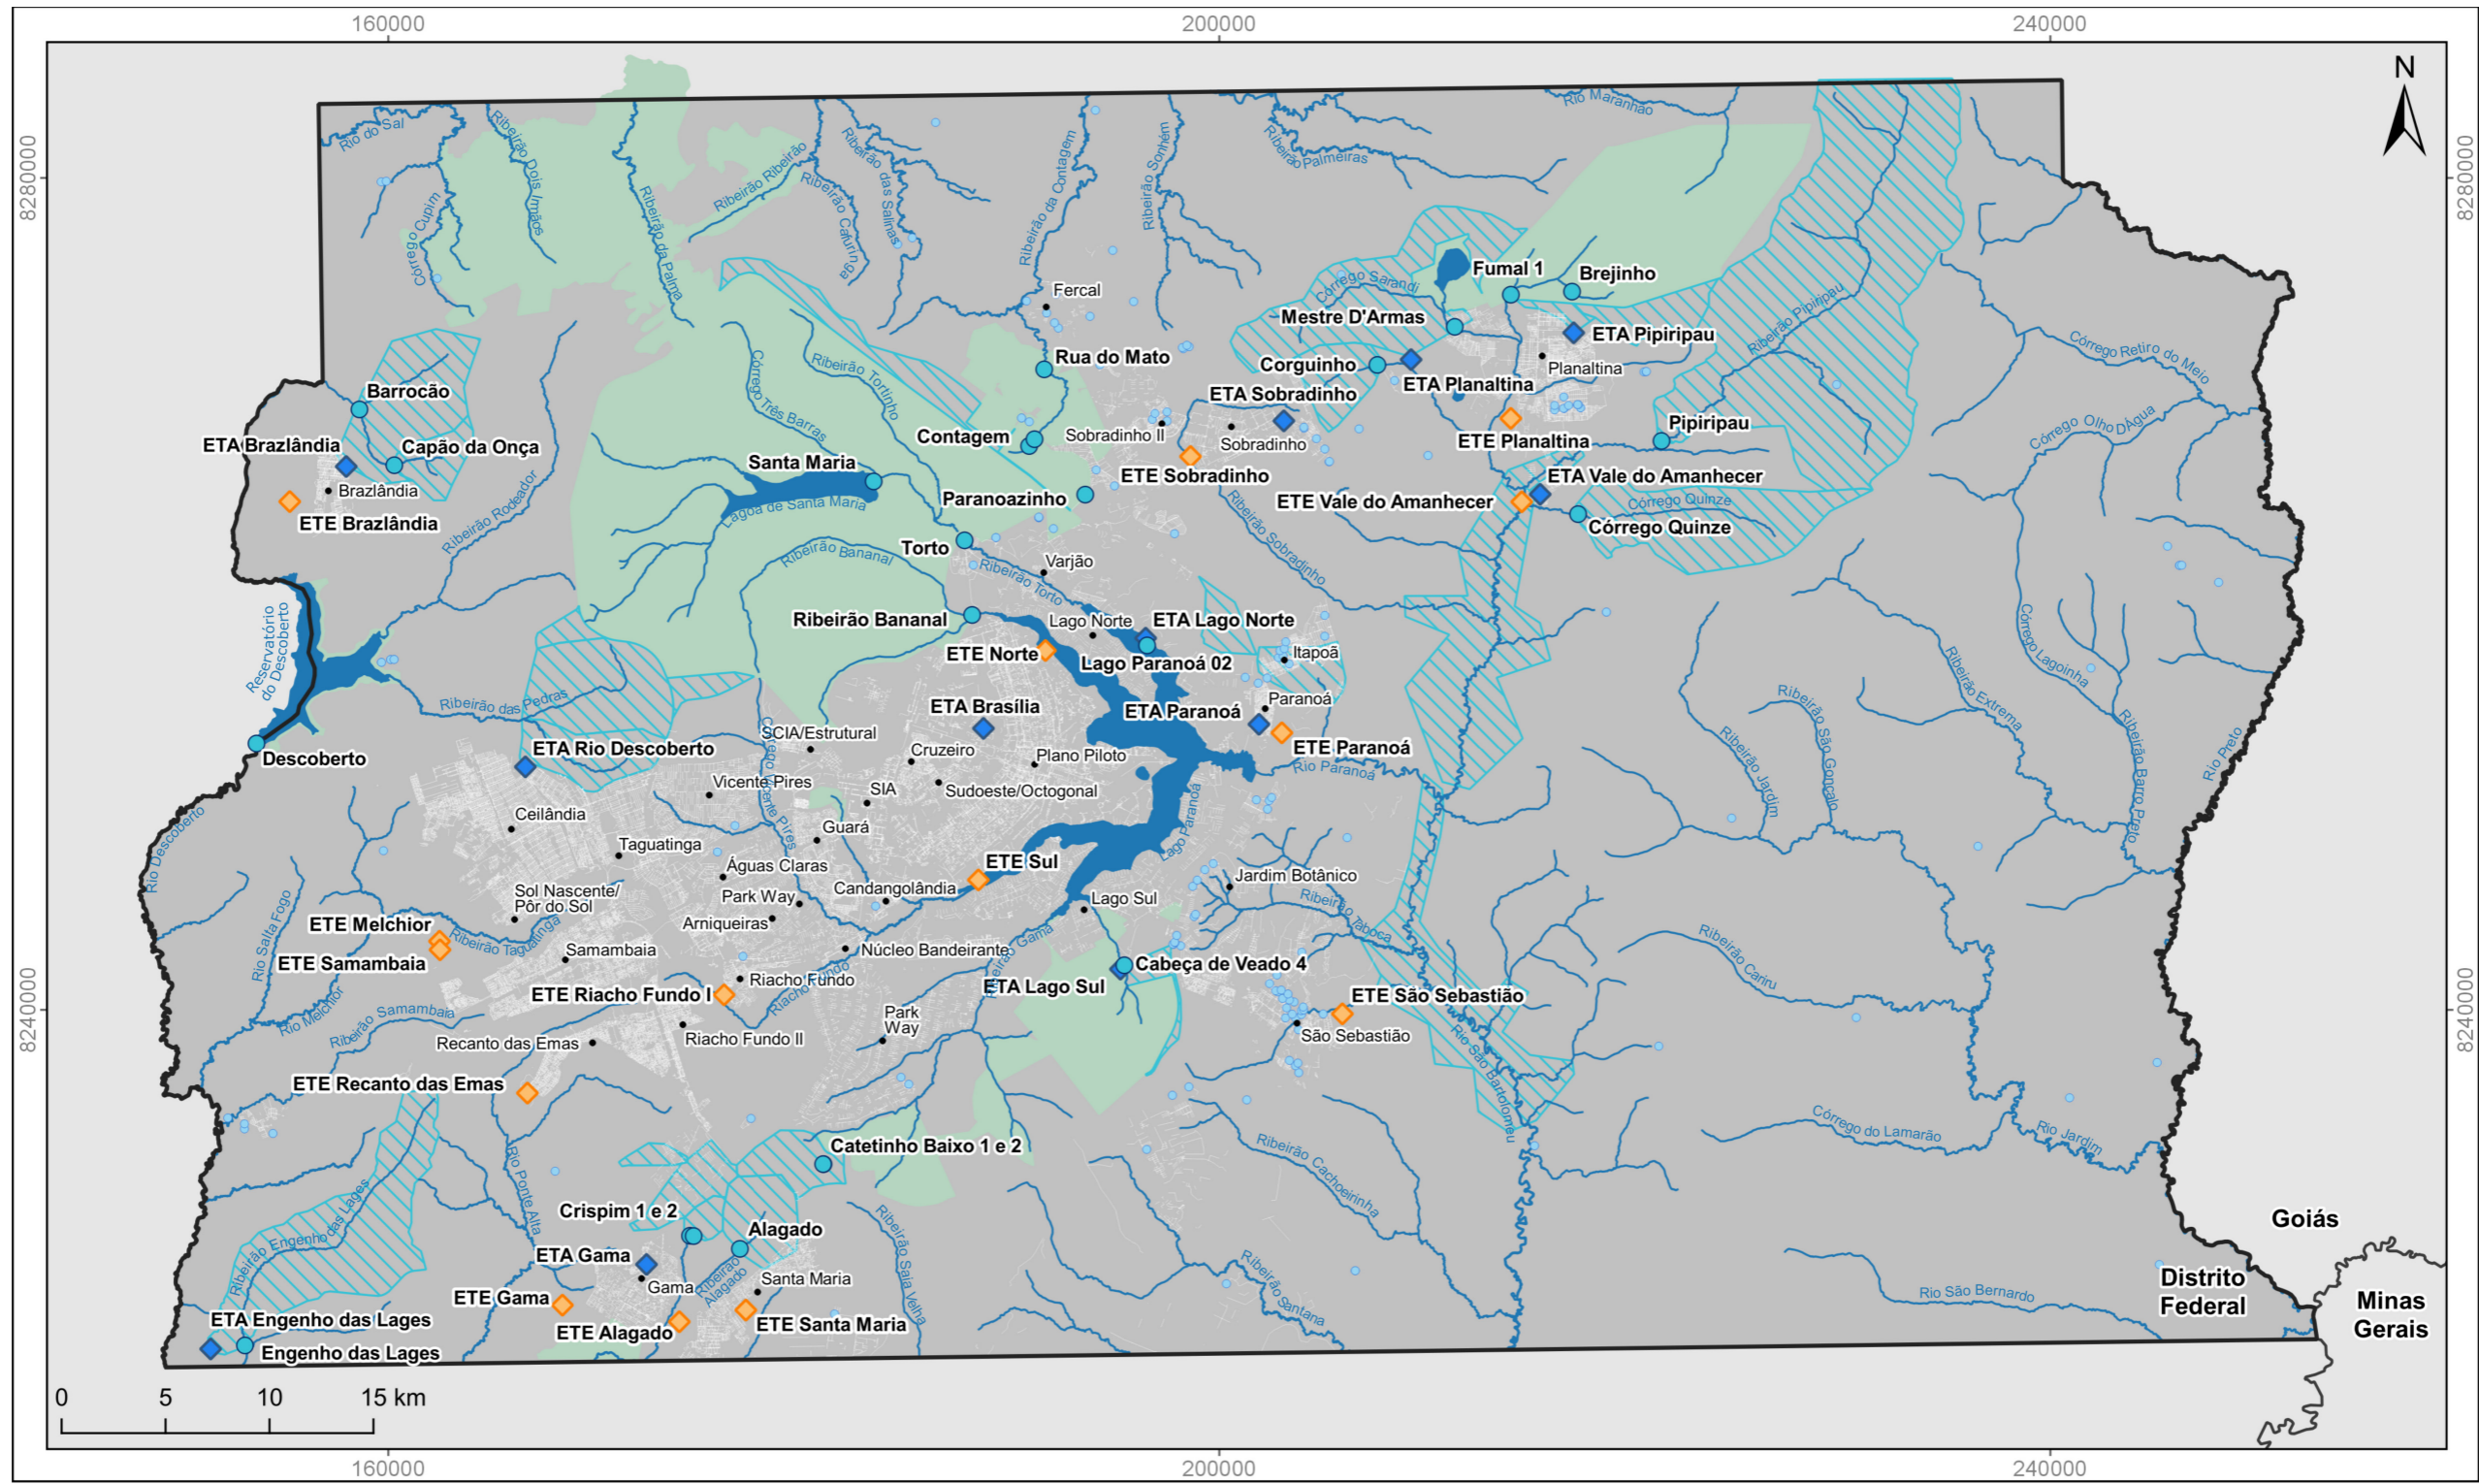 160000
200000
240000
8280000
8280000
N
Rio do Sal
Ribeirão Dois Irmãos
Córrego Cupim
Ribeirão da Palma
Ribeirão Ribeirão
Ribeirão Cafuringa
Ribeirão das Salinas
Ribeirão da Contagem
Ribeirão Sonhém
Ribeirão Palmeiras
Rio Maranhão
Fercal
Córrego Sarandi
Fumal 1
Brejinho
Mestre D'Armas
ETA Pipiripau
Ribeirão Pipiripau
Planaltina
Corguinho
ETA Planaltina
Córrego Retiro do Meio
Rua do Mato
Ribeirão Tortinho
Córrego Três Barras
Barrocão
ETA Brazlândia
Capão da Onça
Brazlândia
ETE Brazlândia
Ribeirão Rodeador
Contagem
Santa Maria
Lagoa de Santa Maria
Paranoazinho
ETA Sobradinho
Sobradinho II
Sobradinho
ETE Sobradinho
ETE Planaltina
Pipiripau
Córrego Olho DÁgua
ETA Vale do Amanhecer
ETE Vale do Amanhecer
Córrego Quinze
Córrego Quinze
Torto
Ribeirão Torto
Varjão
Ribeirão Bananal
Ribeirão Sobradinho
Ribeirão Bananal
Lago Norte
ETA Lago Norte
ETE Norte
Lago Paranoá 02
Itapoã
Reservatório
do Descoberto
Ribeirão das Pedras
Descoberto
ETA Rio Descoberto
ETA Brasília
ETA Paranoá
Paranoá
ETE Paranoá
Rio Paranoá
Córrego Lagoinha
Ribeirão Extrema
Ribeirão São Gonçalo
Ribeirão Jardim
Ribeirão Barro Preto
Rio Preto
SCIA/Estrutural
Cruzeiro
Plano Piloto
Sudoeste/Octogonal
Vicente Pires
Córrego Vicente Pires
SIA
Guará
Ceilândia
Taguatinga
Águas Claras
Park Way
Arniqueiras
Candangolândia
ETE Sul
Lago Paranoá
Lago Sul
Jardim Botânico
Ribeirão Taboca
Rio Descoberto
Rio Salta Fogo
Sol Nascente/
Pôr do Sol
ETE Melchior
Ribeirão Taguatinga
ETE Samambaia
Samambaia
Núcleo Bandeirante
Ribeirão Gama
Riacho Fundo
Riacho Fundo
ETE Riacho Fundo I
Riacho Fundo II
Park
Way
Cabeça de Veado 4
ETA Lago Sul
ETE São Sebastião
São Sebastião
Rio São Bartolomeu
Ribeirão Cariru
8240000
8240000
Rio Melchior
Ribeirão Samambaia
Recanto das Emas
ETE Recanto das Emas
Córrego do Lamarão
Rio Jardim
Catetinho Baixo 1 e 2
Ribeirão Cachoeirinha
Rio Ponte Alta
Ribeirão Engenho das Lages
Crispim 1 e 2
Alagado
ETA Gama
Gama
Ribeirão
Alagado
Santa Maria
Ribeirão Saia Velha
Ribeirão Santana
ETE Gama
ETE Alagado
ETE Santa Maria
ETA Engenho das Lages
Engenho das Lages
Rio São Bernardo
Goiás
Distrito
Federal
Minas
Gerais
0 5 10 15 km
160000
200000
240000